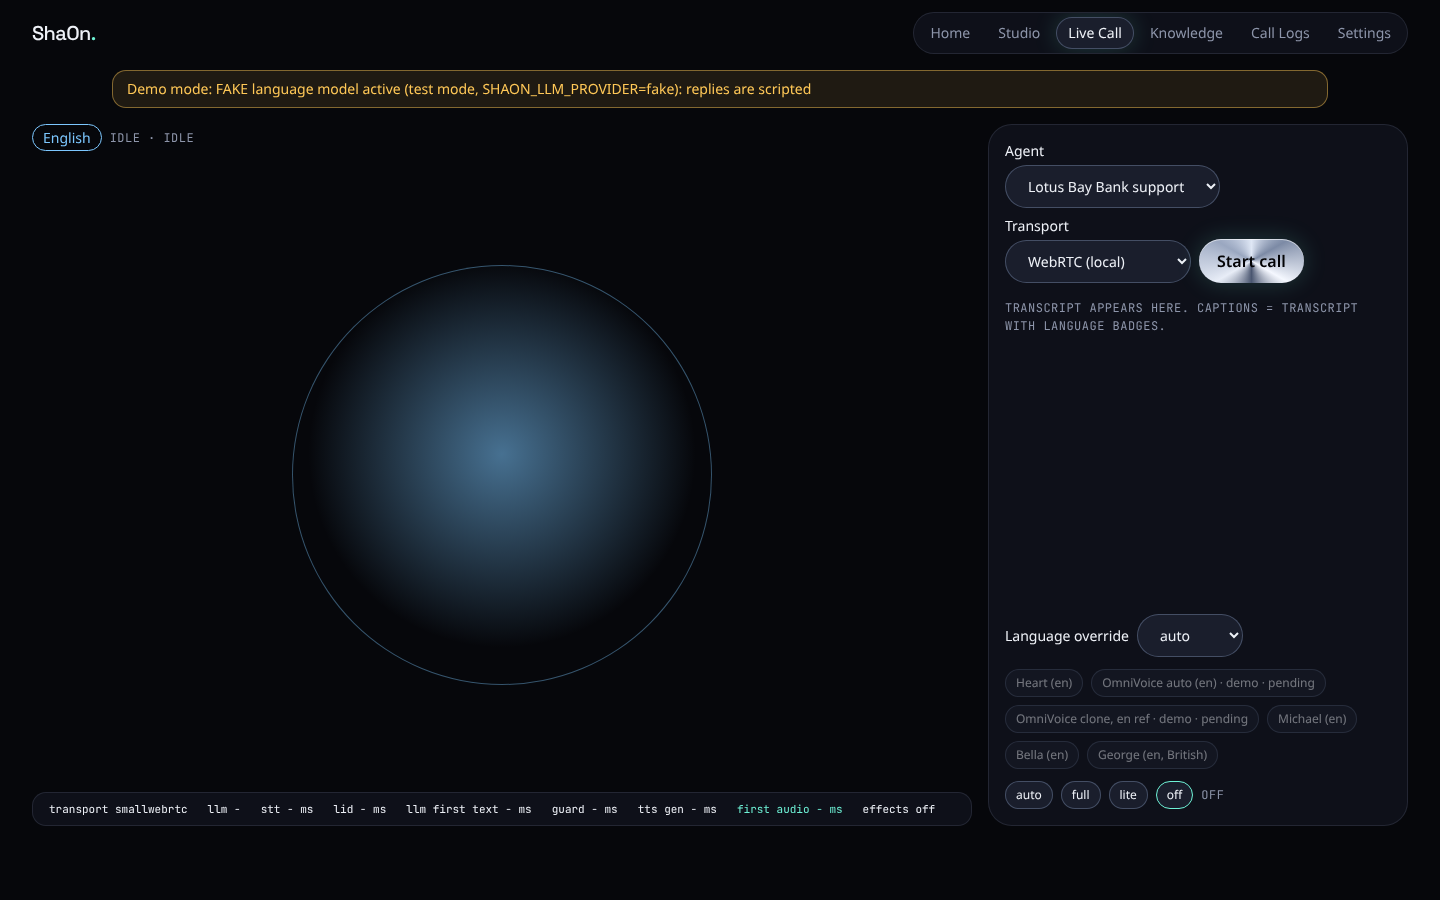 ShaOn.
Home Studio Live Call Knowledge Call Logs Settings
Demo mode: FAKE language model active (test mode, SHAON_LLM_PROVIDER=fake): replies are scripted
English IDLE · IDLE
Agent
Lotus Bay Bank support
Transport
WebRTC (local) Start call
TRANSCRIPT APPEARS HERE. CAPTIONS = TRANSCRIPT
WITH LANGUAGE BADGES.
Language override auto
Heart (en) OmniVoice auto (en) · demo · pending
OmniVoice clone, en ref · demo · pending Michael (en)
Bella (en) George (en, British)
auto full lite off OFF
transport smallwebrtc llm - stt - ms lid - ms llm first text - ms guard - ms tts gen - ms first audio - ms effects off